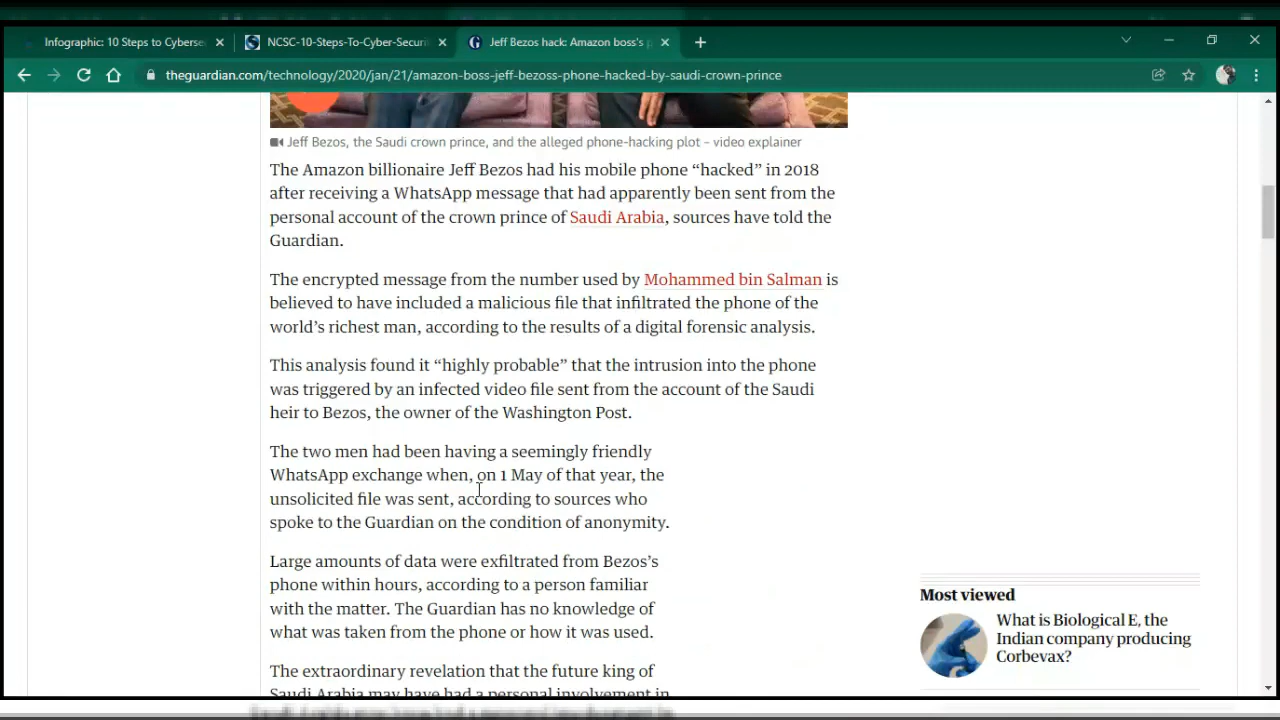 Infographic: 10 Steps to Cyberse
NCSC-10-Steps-To-Cyber-Securi
Jeff Bezos hack: Amazon boss's p
theguardian.com/technology/2020/jan/21/amazon-boss-jeff-bezoss-phone-hacked-by-saudi-crown-prince
Jeff Bezos, the Saudi crown prince, and the alleged phone-hacking plot – video explainer
The Amazon billionaire Jeff Bezos had his mobile phone “hacked” in 2018
after receiving a WhatsApp message that had apparently been sent from the
personal account of the crown prince of Saudi Arabia, sources have told the
Guardian.
The encrypted message from the number used by Mohammed bin Salman is
believed to have included a malicious file that infiltrated the phone of the
world’s richest man, according to the results of a digital forensic analysis.
This analysis found it “highly probable” that the intrusion into the phone
was triggered by an infected video file sent from the account of the Saudi
heir to Bezos, the owner of the Washington Post.
The two men had been having a seemingly friendly
WhatsApp exchange when, on 1 May of that year, the
unsolicited file was sent, according to sources who
spoke to the Guardian on the condition of anonymity.
Large amounts of data were exfiltrated from Bezos’s
phone within hours, according to a person familiar
with the matter. The Guardian has no knowledge of
what was taken from the phone or how it was used.
The extraordinary revelation that the future king of
Saudi Arabia may have had a personal involvement in
Most viewed
What is Biological E, the
Indian company producing
Corbevax?